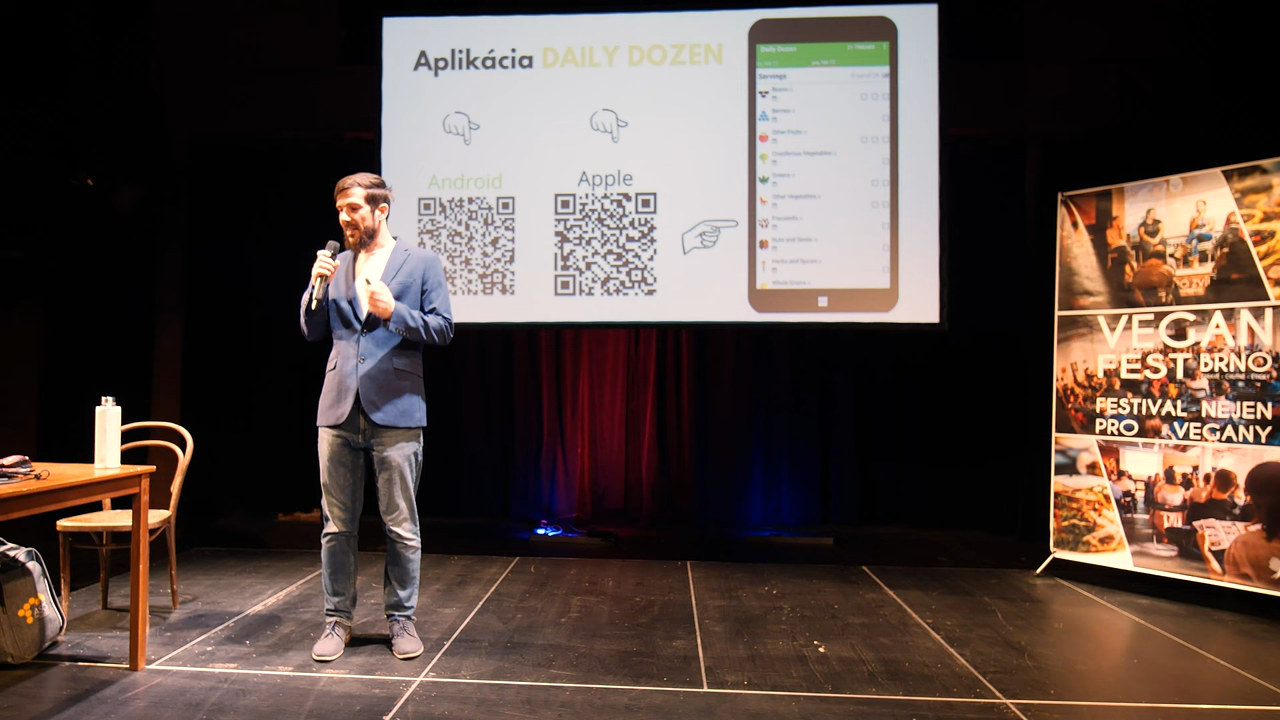 Aplikácia DAILY DOZEN
Android
Apple
Daily Dozen
Servings
Beans
Berries
Other Fruits
Cruciferous Vegetables
Greens
Other Vegetables
Flaxseeds
Nuts and Seeds
Herbs and Spices
Whole Grains
VEGAN
FEST BRNO
FESTIVAL NEJEN
PRO VEGANY